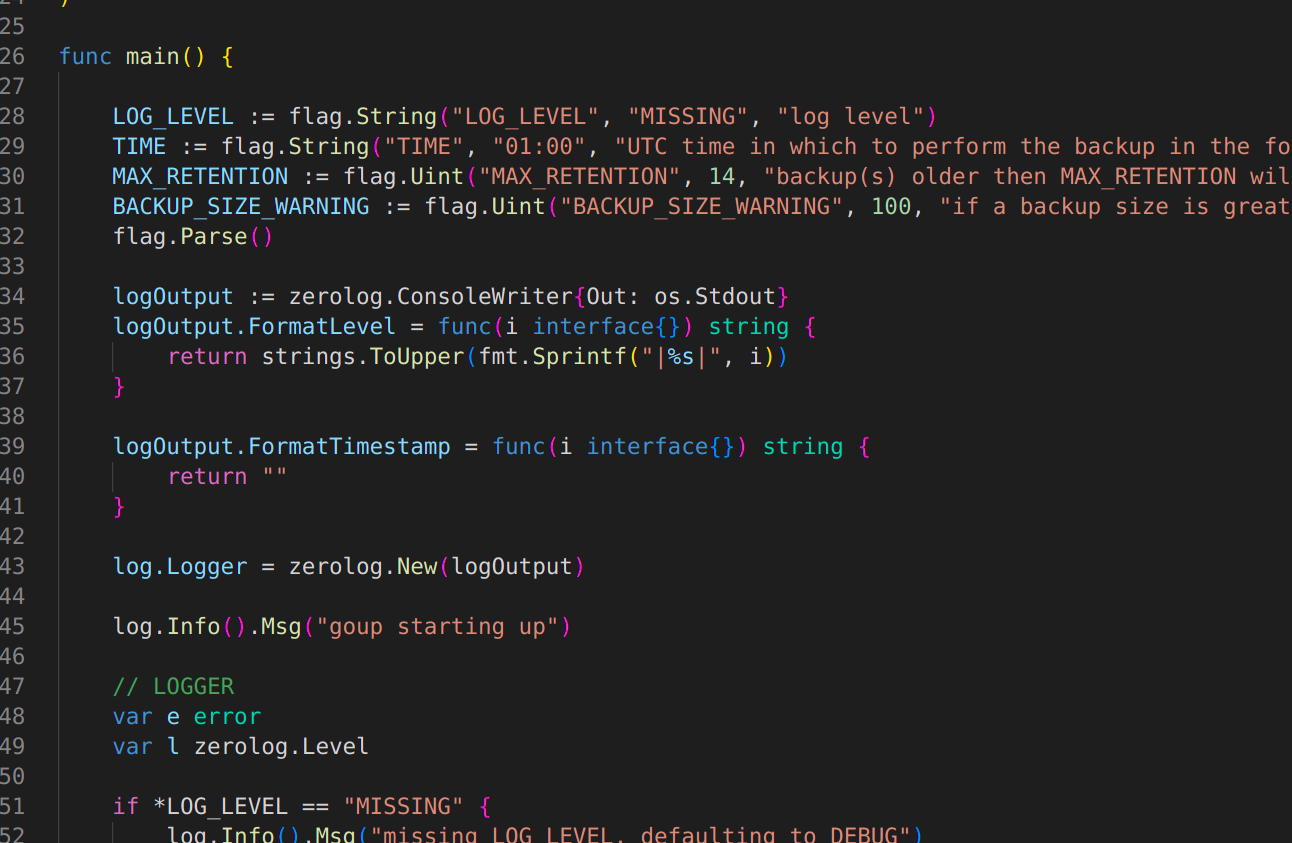 25
26 func main() {
27
28 LOG_LEVEL := flag.String("LOG_LEVEL", "MISSING", "log level")
29 TIME := flag.String("TIME", "01:00", "UTC time in which to perform the backup in the fo
30 MAX_RETENTION := flag.Uint("MAX_RETENTION", 14, "backup(s) older then MAX_RETENTION wil
31 BACKUP_SIZE_WARNING := flag.Uint("BACKUP_SIZE_WARNING", 100, "if a backup size is great
32 flag.Parse()
33
34 logOutput := zerolog.ConsoleWriter{Out: os.Stdout}
35 logOutput.FormatLevel = func(i interface{}) string {
36 return strings.ToUpper(fmt.Sprintf("|%s|", i))
37 }
38
39 logOutput.FormatTimestamp = func(i interface{}) string {
40 return ""
41 }
42
43 log.Logger = zerolog.New(logOutput)
44
45 log.Info().Msg("goup starting up")
46
47 // LOGGER
48 var e error
49 var l zerolog.Level
50
51 if *LOG_LEVEL == "MISSING" {
52 log.Info().Msg("missing LOG_LEVEL, defaulting to DEBUG")